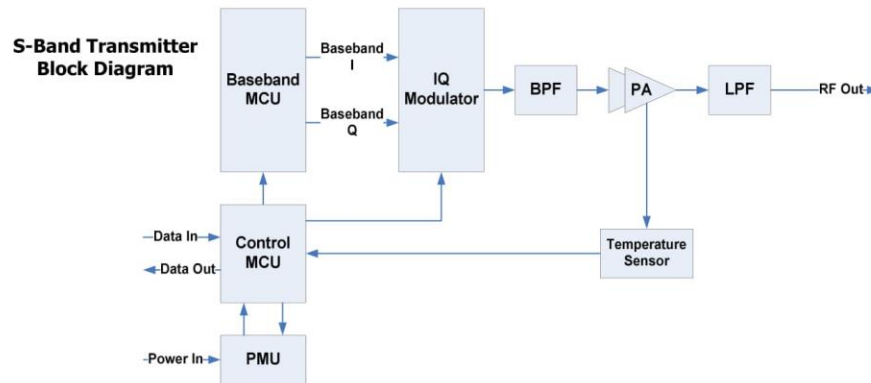 S-Band Transmitter
Block Diagram
Baseband
MCU
Baseband
I
Baseband
Q
IQ
Modulator
BPF
PA
LPF
RF Out
Data In
Data Out
Control
MCU
Temperature
Sensor
Power In
PMU